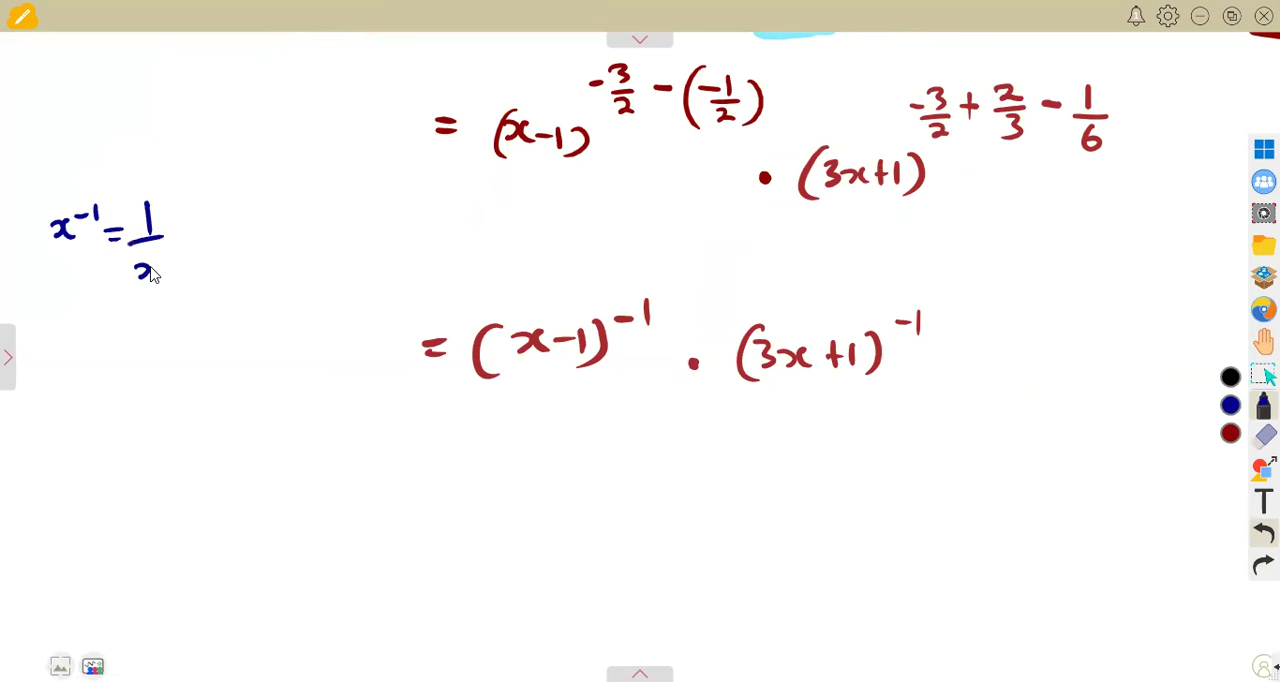 = (x-1)^{-3/2 - (-1/2)} · (3x+1)^{-3/2 + 2/3 - 1/6}
x^{-1} = 1/x
= (x-1)^{-1} · (3x+1)^{-1}
T